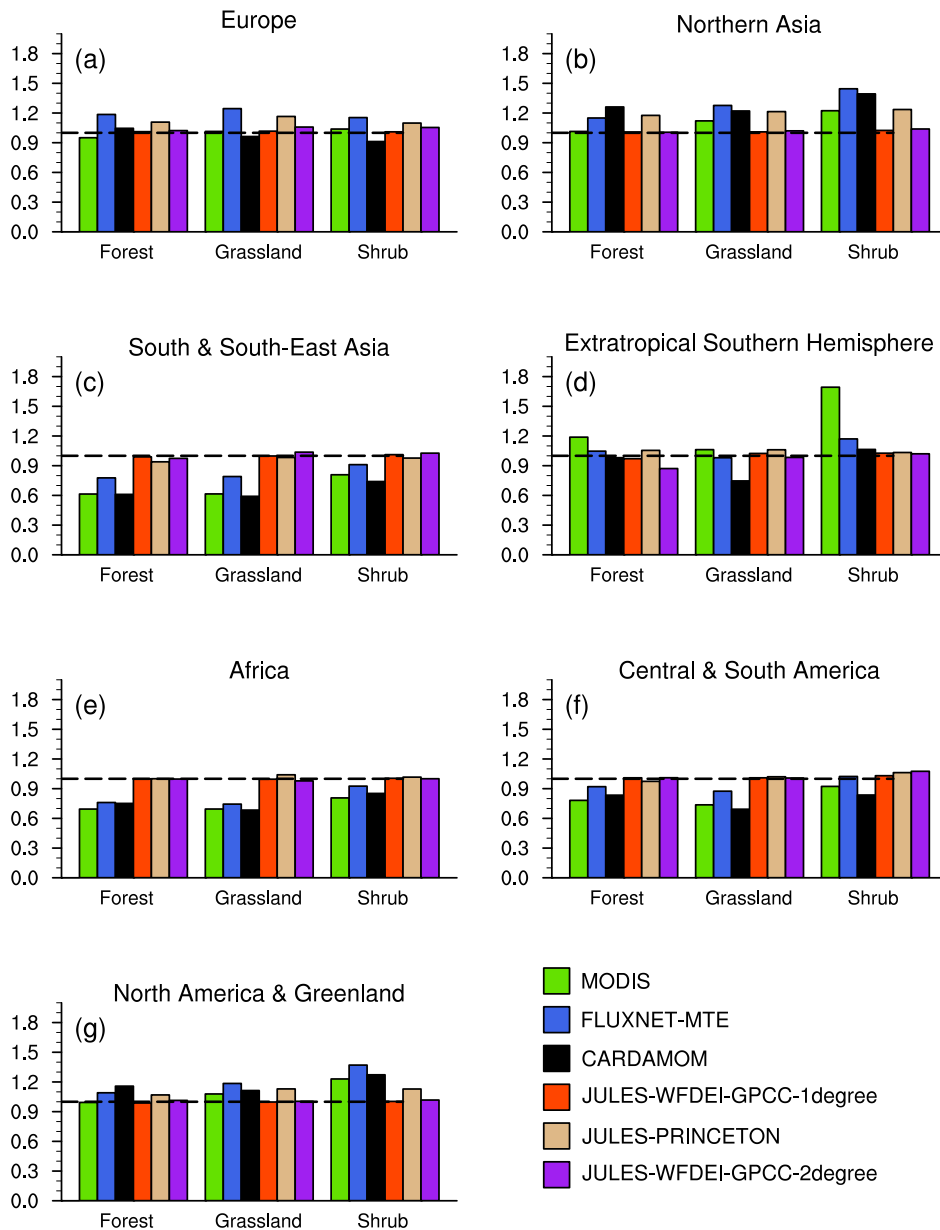 Europe
(a)
1.8
1.5
1.2
0.9
0.6
0.3
0.0
Forest Grassland Shrub
Northern Asia
(b)
1.8
1.5
1.2
0.9
0.6
0.3
0.0
Forest Grassland Shrub
South & South-East Asia
(c)
1.8
1.5
1.2
0.9
0.6
0.3
0.0
Forest Grassland Shrub
Extratropical Southern Hemisphere
(d)
1.8
1.5
1.2
0.9
0.6
0.3
0.0
Forest Grassland Shrub
Africa
(e)
1.8
1.5
1.2
0.9
0.6
0.3
0.0
Forest Grassland Shrub
Central & South America
(f)
1.8
1.5
1.2
0.9
0.6
0.3
0.0
Forest Grassland Shrub
North America & Greenland
(g)
1.8
1.5
1.2
0.9
0.6
0.3
0.0
Forest Grassland Shrub
MODIS
FLUXNET-MTE
CARDAMOM
JULES-WFDEI-GPCC-1degree
JULES-PRINCETON
JULES-WFDEI-GPCC-2degree